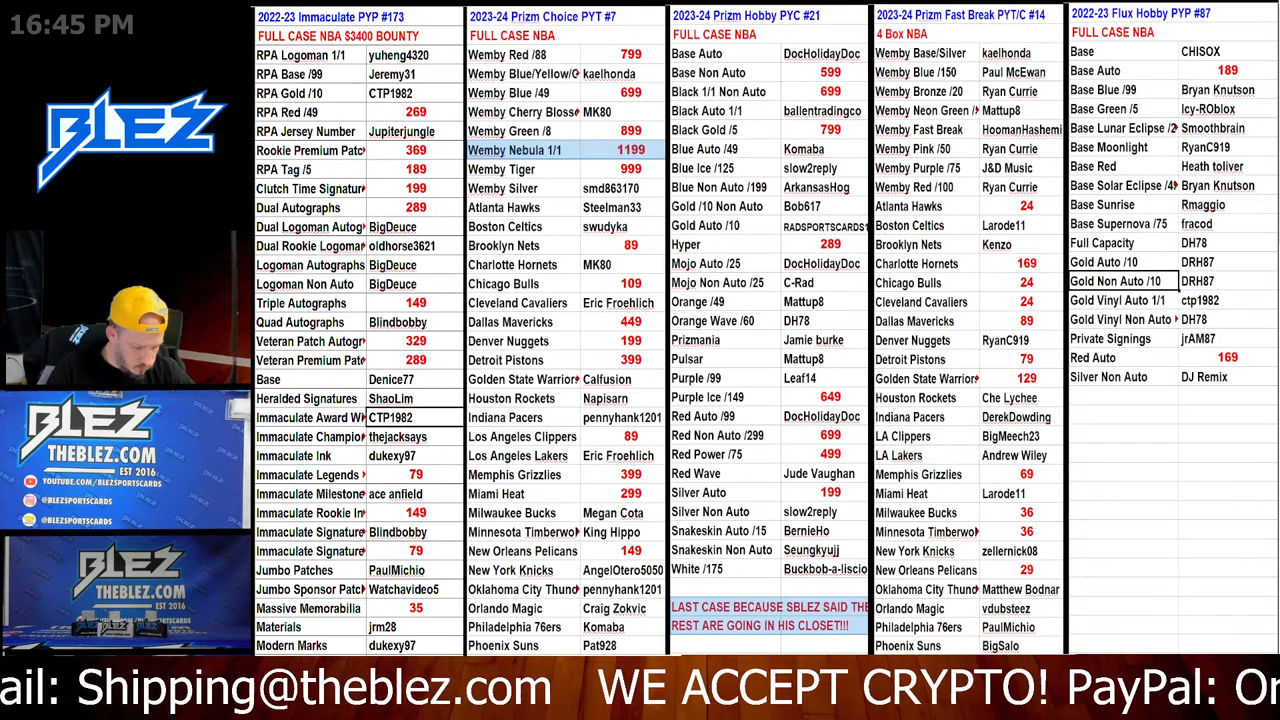 16:45 PM
BLEZ
BLEZ
THEBLEZ.COM
EST 2016
YOUTUBE.COM/BLEZSPORTSCARDS
@BLEZSPORTSCARDS
@BLEZSPORTSCARDS
BLEZ
THEBLEZ.COM
EST 2016
2022-23 Immaculate PYP #173
FULL CASE NBA $3400 BOUNTY
RPA Logoman 1/1 yuheng4320
RPA Base /99 Jeremy31
RPA Gold /10 CTP1982
RPA Red /49 269
RPA Jersey Number Jupiterjungle
Rookie Premium Patc 369
RPA Tag /5 189
Clutch Time Signatur 199
Dual Autographs 289
Dual Logoman Autog BigDeuce
Dual Rookie Logomar oldhorse3621
Logoman Autographs BigDeuce
Logoman Non Auto BigDeuce
Triple Autographs 149
Quad Autographs Blindbobby
Veteran Patch Autogr 329
Veteran Premium Pate 289
Base Denice77
Heralded Signatures ShaoLim
Immaculate Award W CTP1982
Immaculate Champio thejacksays
Immaculate Ink dukexy97
Immaculate Legends 79
Immaculate Milestone ace anfield
Immaculate Rookie In 149
Immaculate Signature Blindbobby
Immaculate Signature 79
Jumbo Patches PaulMichio
Jumbo Sponsor Patch Watchavideo5
Massive Memorabilia 35
Materials jrm28
Modern Marks dukexy97
2023-24 Prizm Choice PYT #7
FULL CASE NBA
Wemby Red /88 799
Wemby Blue/Yellow/G kaelhonda
Wemby Blue /49 699
Wemby Cherry Blosso MK80
Wemby Green /8 899
Wemby Nebula 1/1 1199
Wemby Tiger 999
Wemby Silver smd863170
Atlanta Hawks Steelman33
Boston Celtics swudyka
Brooklyn Nets 89
Charlotte Hornets MK80
Chicago Bulls 109
Cleveland Cavaliers Eric Froehlich
Dallas Mavericks 449
Denver Nuggets 199
Detroit Pistons 399
Golden State Warrior Calfusion
Houston Rockets Napisarn
Indiana Pacers pennyhank1201
Los Angeles Clippers 89
Los Angeles Lakers Eric Froehlich
Memphis Grizzlies 399
Miami Heat 299
Milwaukee Bucks Megan Cota
Minnesota Timberwo King Hippo
New Orleans Pelicans 149
New York Knicks AngelOtero5050
Oklahoma City Thund pennyhank1201
Orlando Magic Craig Zokvic
Philadelphia 76ers Komaba
Phoenix Suns Pat928
2023-24 Prizm Hobby PYC #21
FULL CASE NBA
Base Auto DocHolidayDoc
Base Non Auto 599
Black 1/1 Non Auto 699
Black Auto 1/1 ballentradingco
Black Gold /5 799
Blue Auto /49 Komaba
Blue Ice /125 slow2reply
Blue Non Auto /199 ArkansasHog
Gold /10 Non Auto Bob617
Gold Auto /10 RADSPORTSCARDS1
Hyper 289
Mojo Auto /25 DocHolidayDoc
Mojo Non Auto /25 C-Rad
Orange /49 Mattup8
Orange Wave /60 DH78
Prizmania Jamie burke
Pulsar Mattup8
Purple /99 Leaf14
Purple Ice /149 649
Red Auto /99 DocHolidayDoc
Red Non Auto /299 699
Red Power /75 499
Red Wave Jude Vaughan
Silver Auto 199
Silver Non Auto slow2reply
Snakeskin Auto /15 BernieHo
Snakeskin Non Auto Seungkyujj
White /175 Buckbob-a-liscio
LAST CASE BECAUSE SBLEZ SAID THE
REST ARE GOING IN HIS CLOSET!!!
2023-24 Prizm Fast Break PYT/C #14
4 Box NBA
Wemby Base/Silver kaelhonda
Wemby Blue /150 Paul McEwan
Wemby Bronze /20 Ryan Currie
Wemby Neon Green / Mattup8
Wemby Fast Break HoomanHashemi
Wemby Pink /50 Ryan Currie
Wemby Purple /75 J&D Music
Wemby Red /100 Ryan Currie
Atlanta Hawks 24
Boston Celtics Larode11
Brooklyn Nets Kenzo
Charlotte Hornets 169
Chicago Bulls 24
Cleveland Cavaliers 24
Dallas Mavericks 89
Denver Nuggets RyanC919
Detroit Pistons 79
Golden State Warrior 129
Houston Rockets Che Lychee
Indiana Pacers DerekDowding
LA Clippers BigMeech23
LA Lakers Andrew Wiley
Memphis Grizzlies 69
Miami Heat Larode11
Milwaukee Bucks 36
Minnesota Timberwo 36
New York Knicks zellernick08
New Orleans Pelicans 29
Oklahoma City Thund Matthew Bodnar
Orlando Magic vdubsteez
Philadelphia 76ers PaulMichio
Phoenix Suns BigSalo
2022-23 Flux Hobby PYP #87
FULL CASE NBA
Base CHISOX
Base Auto 189
Base Blue /99 Bryan Knutson
Base Green /5 Icy-ROblox
Base Lunar Eclipse /2 Smoothbrain
Base Moonlight RyanC919
Base Red Heath toliver
Base Solar Eclipse /4 Bryan Knutson
Base Sunrise Rmaggio
Base Supernova /75 fracod
Full Capacity DH78
Gold Auto /10 DRH87
Gold Non Auto /10 DRH87
Gold Vinyl Auto 1/1 ctp1982
Gold Vinyl Non Auto DH78
Private Signings jrAM87
Red Auto 169
Silver Non Auto DJ Remix
ail: Shipping@theblez.com WE ACCEPT CRYPTO! PayPal: Or